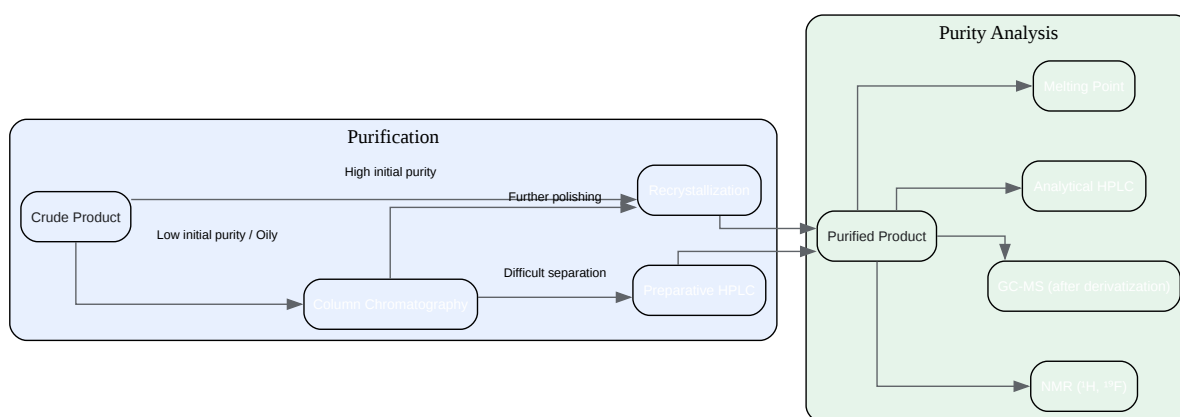 Purity Analysis
Melting Point
Purification
High initial purity
Recrystallization
Analytical HPLC
Further polishing
Crude Product
Low initial purity / Oily
Purified Product
Difficult separation
Column Chromatography
Preparative HPLC
GC-MS (after derivatization)
NMR (¹H, ¹⁹F)